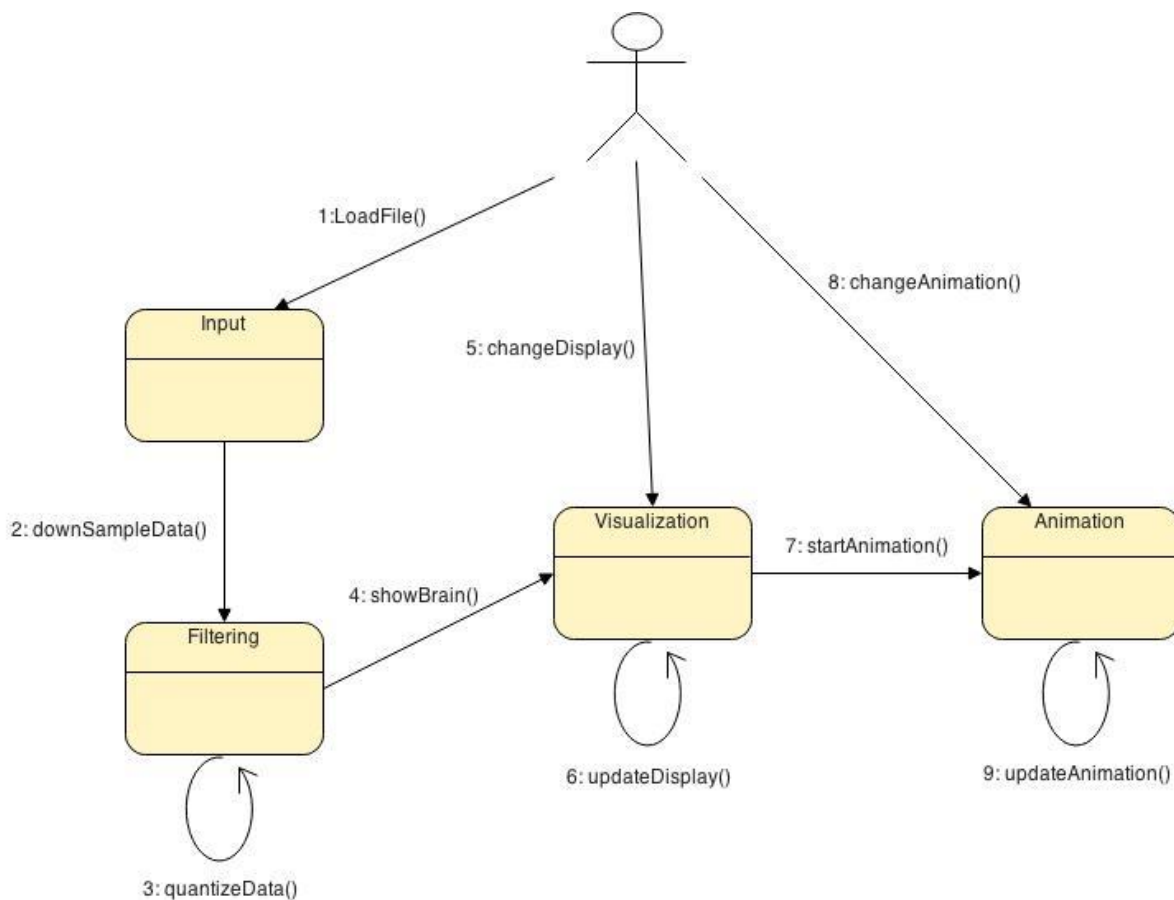 1:LoadFile()
8: changeAnimation()
Input
5: changeDisplay()
2: downSampleData()
Visualization
Animation
7: startAnimation()
4: showBrain()
Filtering
6: updateDisplay()
9: updateAnimation()
3: quantizeData()